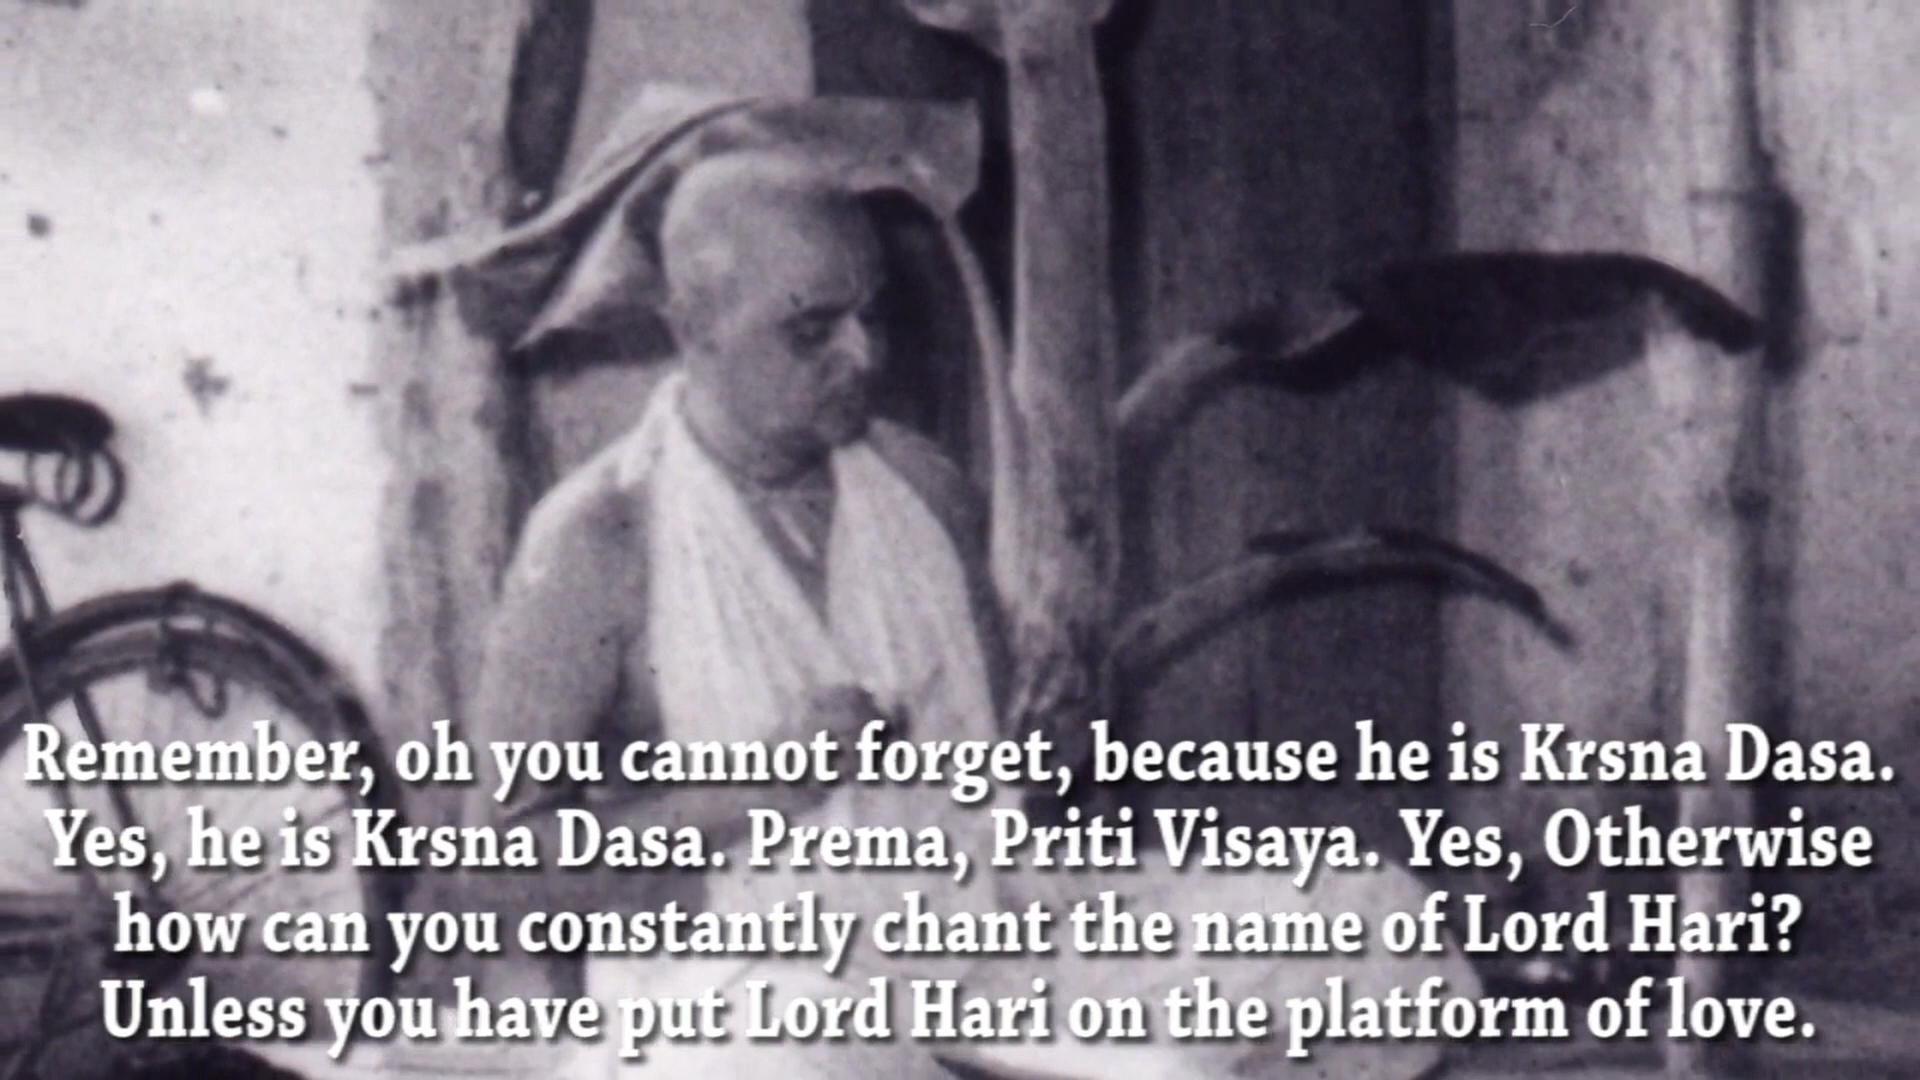 Remember, oh you cannot forget, because he is Krsna Dasa.
Yes, he is Krsna Dasa. Prema, Priti Visaya. Yes, Otherwise
how can you constantly chant the name of Lord Hari?
Unless you have put Lord Hari on the platform of love.